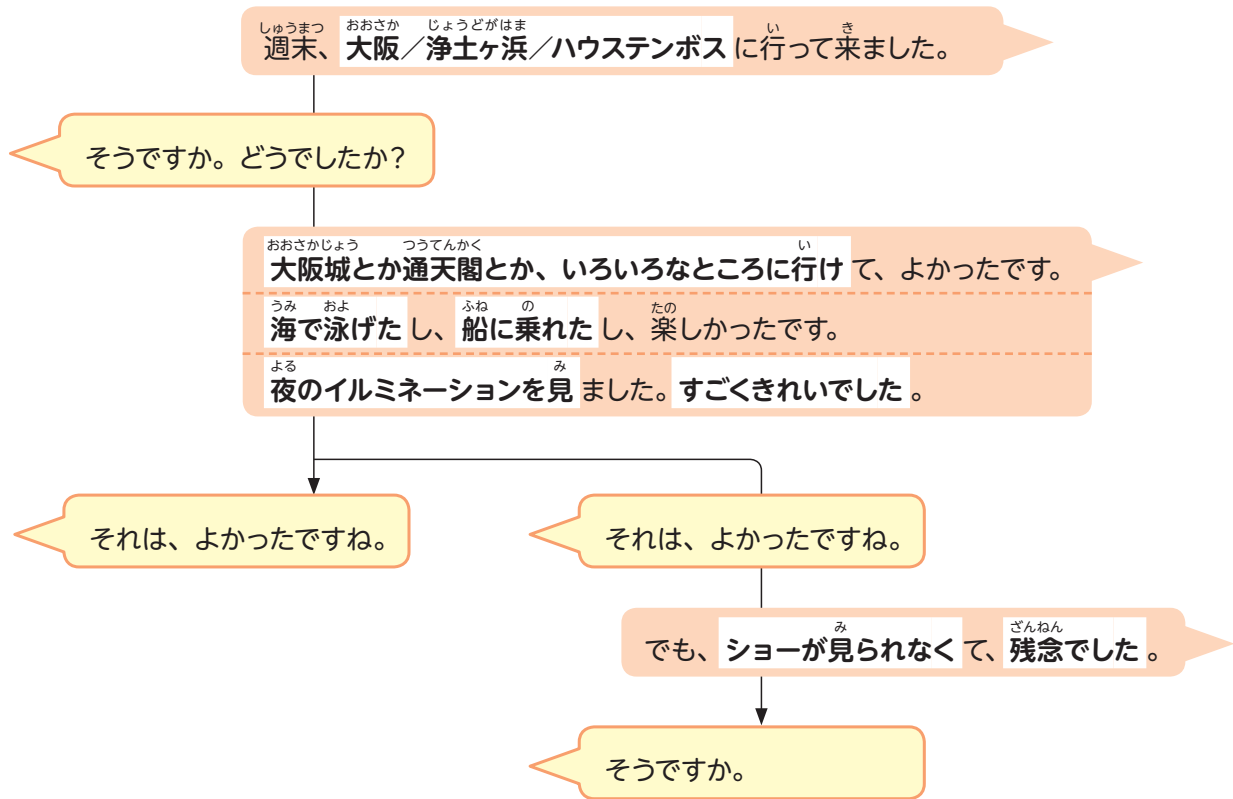 しゅうまつ おおさか じょうどがはま い き
週末、大阪／浄土ヶ浜／ハウステンボスに行って来ました。
そうですか。どうでしたか？
おおさかじょう つうてんかく い
大阪城とか通天閣とか、いろいろなところに行けて、よかったです。
うみ およ ふね の たの
海で泳げたし、船に乗れたし、楽しかったです。
よる み
夜のイルミネーションを見ました。すごくきれいでした。
それは、よかったですね。
それは、よかったですね。
み ざんねん
でも、ショーが見られなくて、残念でした。
そうですか。